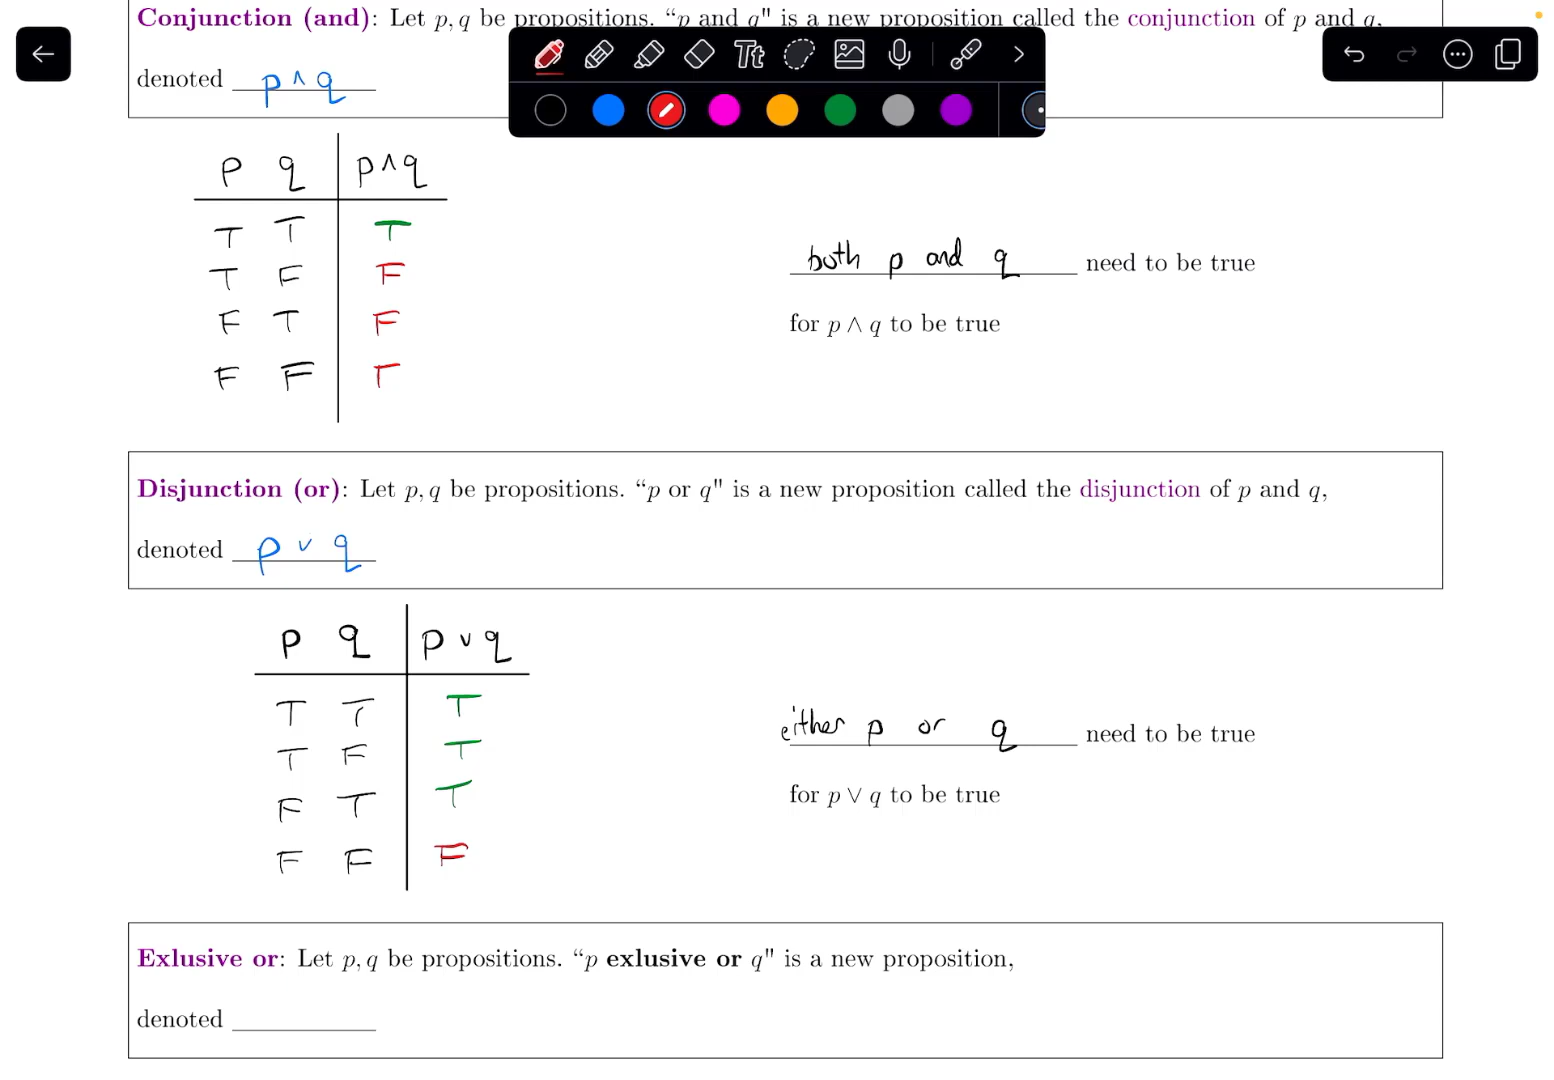 Conjunction (and): Let p, q be propositions. “p and q" is a new proposition called the conjunction of p and q,
denoted p ∧ q
Tt
p q p∧q
T T T
T F F
F T F
F F
both p and q need to be true
for p ∧ q to be true
Disjunction (or): Let p, q be propositions. “p or q" is a new proposition called the disjunction of p and q,
denoted p ∨ q
p q p ∨ q
T T T
T F T
F T T
F F F
either p or q need to be true
for p ∨ q to be true
Exlusive or: Let p, q be propositions. “p exlusive or q" is a new proposition,
denoted